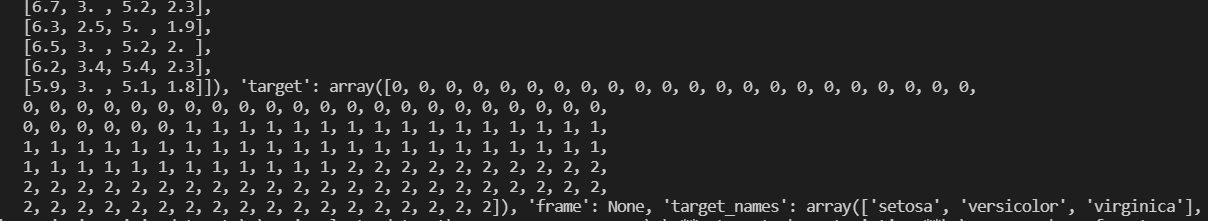 [6.7, 3. , 5.2, 2.3],
[6.3, 2.5, 5. , 1.9],
[6.5, 3. , 5.2, 2. ],
[6.2, 3.4, 5.4, 2.3],
[5.9, 3. , 5.1, 1.8]]), 'target': array([0, 0, 0, 0, 0, 0, 0, 0, 0, 0, 0, 0, 0, 0, 0, 0, 0, 0, 0, 0, 0, 0,
0, 0, 0, 0, 0, 0, 0, 0, 0, 0, 0, 0, 0, 0, 0, 0, 0, 0, 0, 0, 0, 0,
0, 0, 0, 0, 0, 0, 1, 1, 1, 1, 1, 1, 1, 1, 1, 1, 1, 1, 1, 1, 1, 1,
1, 1, 1, 1, 1, 1, 1, 1, 1, 1, 1, 1, 1, 1, 1, 1, 1, 1, 1, 1, 1, 1,
1, 1, 1, 1, 1, 1, 1, 1, 1, 1, 1, 1, 2, 2, 2, 2, 2, 2, 2, 2, 2, 2,
2, 2, 2, 2, 2, 2, 2, 2, 2, 2, 2, 2, 2, 2, 2, 2, 2, 2, 2, 2, 2, 2,
2, 2, 2, 2, 2, 2, 2, 2, 2, 2, 2, 2, 2, 2, 2, 2, 2, 2]), 'frame': None, 'target_names': array(['setosa', 'versicolor', 'virginica'],